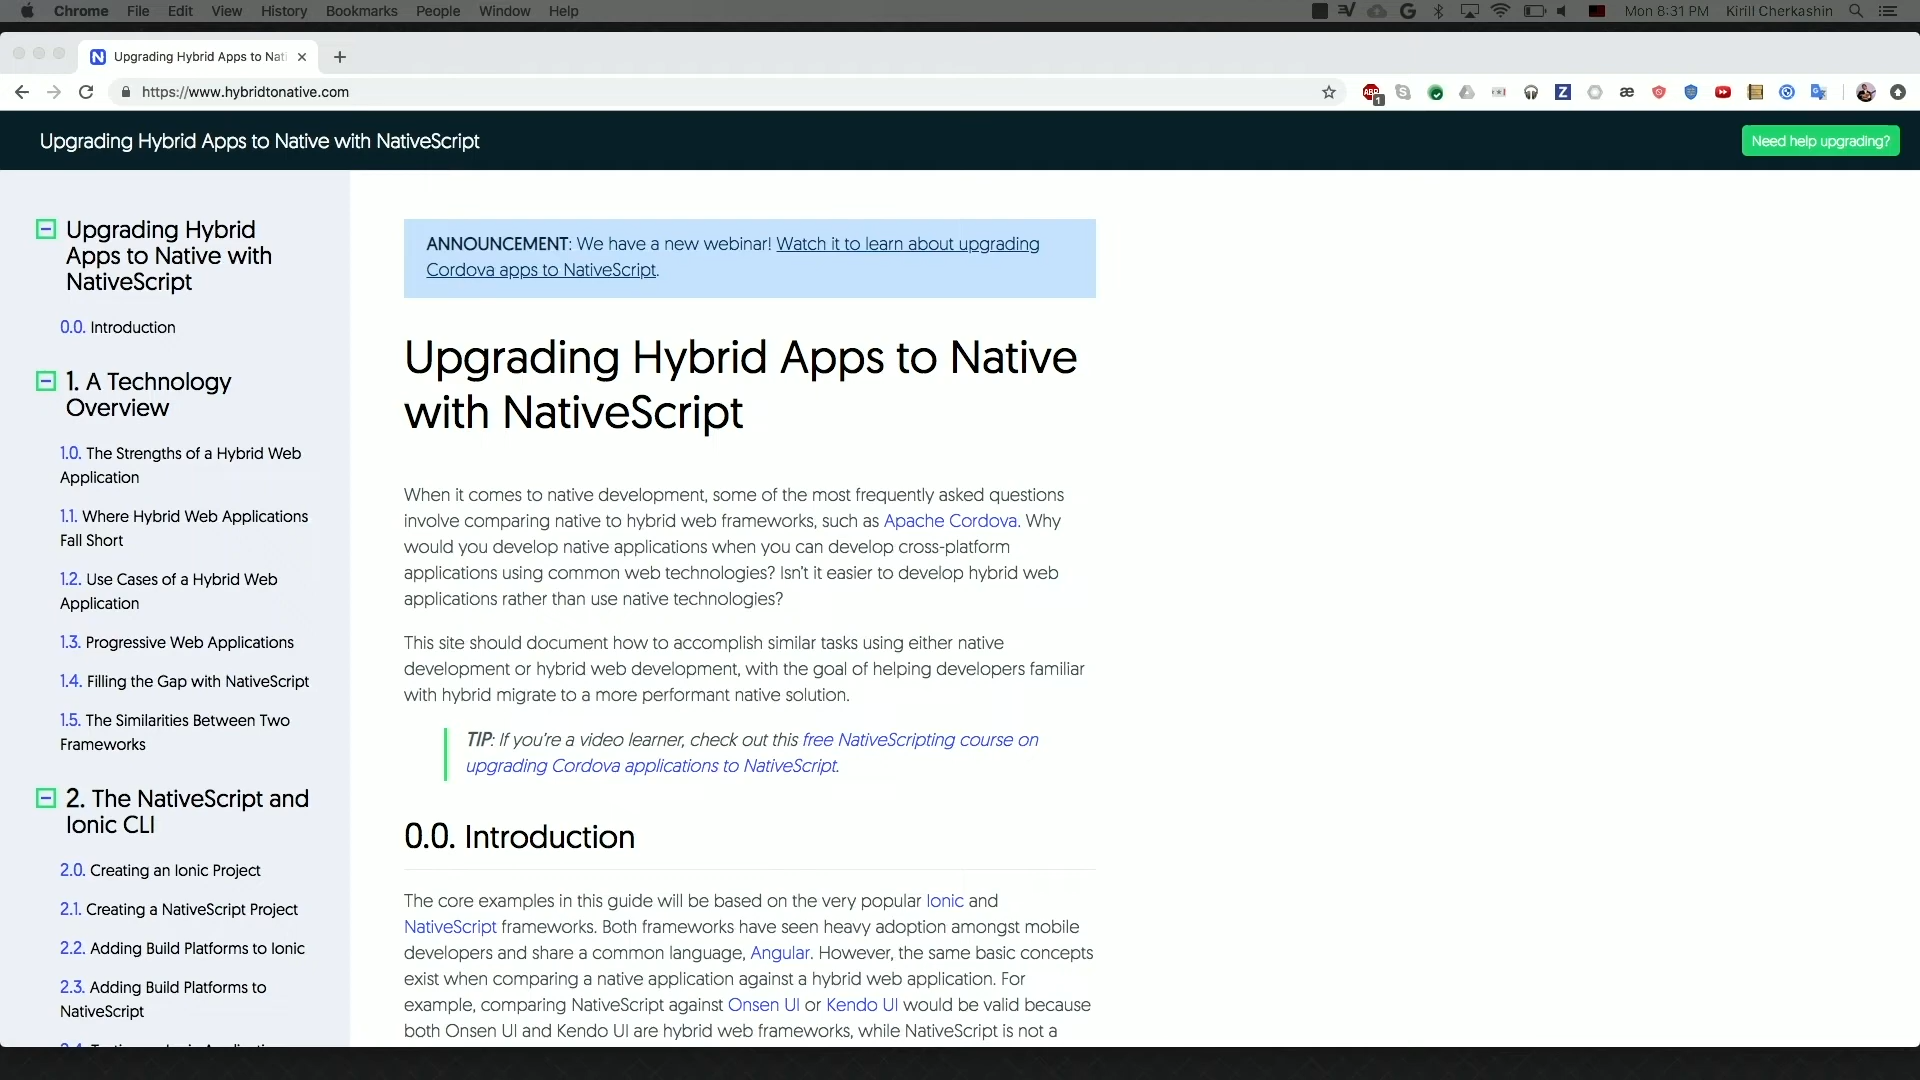 Chrome File Edit View History Bookmarks People Window Help
Mon 8:31 PM Kirill Cherkashin
Upgrading Hybrid Apps to Nati
https://www.hybridtonative.com
ABP
1
Upgrading Hybrid Apps to Native with NativeScript
Need help upgrading?
Upgrading Hybrid
Apps to Native with
NativeScript
0.0. Introduction
1. A Technology
Overview
1.0. The Strengths of a Hybrid Web
Application
1.1. Where Hybrid Web Applications
Fall Short
1.2. Use Cases of a Hybrid Web
Application
1.3. Progressive Web Applications
1.4. Filling the Gap with NativeScript
1.5. The Similarities Between Two
Frameworks
2. The NativeScript and
Ionic CLI
2.0. Creating an Ionic Project
2.1. Creating a NativeScript Project
2.2. Adding Build Platforms to Ionic
2.3. Adding Build Platforms to
NativeScript
ANNOUNCEMENT: We have a new webinar! Watch it to learn about upgrading
Cordova apps to NativeScript.
Upgrading Hybrid Apps to Native
with NativeScript
When it comes to native development, some of the most frequently asked questions
involve comparing native to hybrid web frameworks, such as Apache Cordova. Why
would you develop native applications when you can develop cross-platform
applications using common web technologies? Isn't it easier to develop hybrid web
applications rather than use native technologies?
This site should document how to accomplish similar tasks using either native
development or hybrid web development, with the goal of helping developers familiar
with hybrid migrate to a more performant native solution.
TIP: If you're a video learner, check out this free NativeScripting course on
upgrading Cordova applications to NativeScript.
0.0. Introduction
The core examples in this guide will be based on the very popular Ionic and
NativeScript frameworks. Both frameworks have seen heavy adoption amongst mobile
developers and share a common language, Angular. However, the same basic concepts
exist when comparing a native application against a hybrid web application. For
example, comparing NativeScript against Onsen UI or Kendo UI would be valid because
both Onsen UI and Kendo UI are hybrid web frameworks, while NativeScript is not a